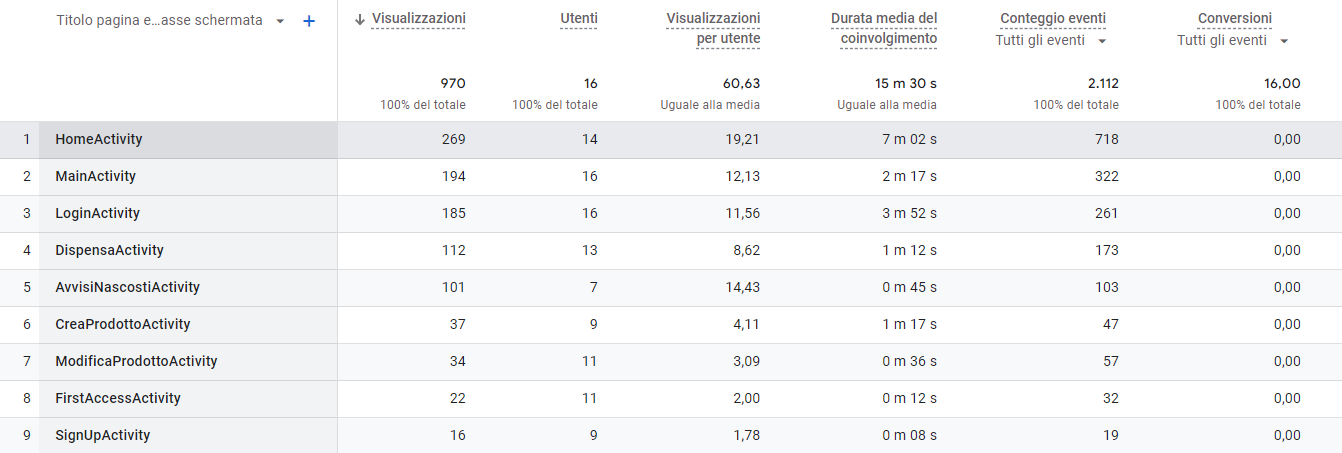 Titolo pagina e...asse schermata + Visualizzazioni Utenti Visualizzazioni per utente Durata media del coinvolgimento Conteggio eventi Tutti gli eventi Conversioni Tutti gli eventi
970 16 60,63 15 m 30 s 2.112 16,00
100% del totale 100% del totale Uguale alla media Uguale alla media 100% del totale 100% del totale
1 HomeActivity 269 14 19,21 7 m 02 s 718 0,00
2 MainActivity 194 16 12,13 2 m 17 s 322 0,00
3 LoginActivity 185 16 11,56 3 m 52 s 261 0,00
4 DispensaActivity 112 13 8,62 1 m 12 s 173 0,00
5 AvvisiNascostiActivity 101 7 14,43 0 m 45 s 103 0,00
6 CreaProdottoActivity 37 9 4,11 1 m 17 s 47 0,00
7 ModificaProdottoActivity 34 11 3,09 0 m 36 s 57 0,00
8 FirstAccessActivity 22 11 2,00 0 m 12 s 32 0,00
9 SignUpActivity 16 9 1,78 0 m 08 s 19 0,00